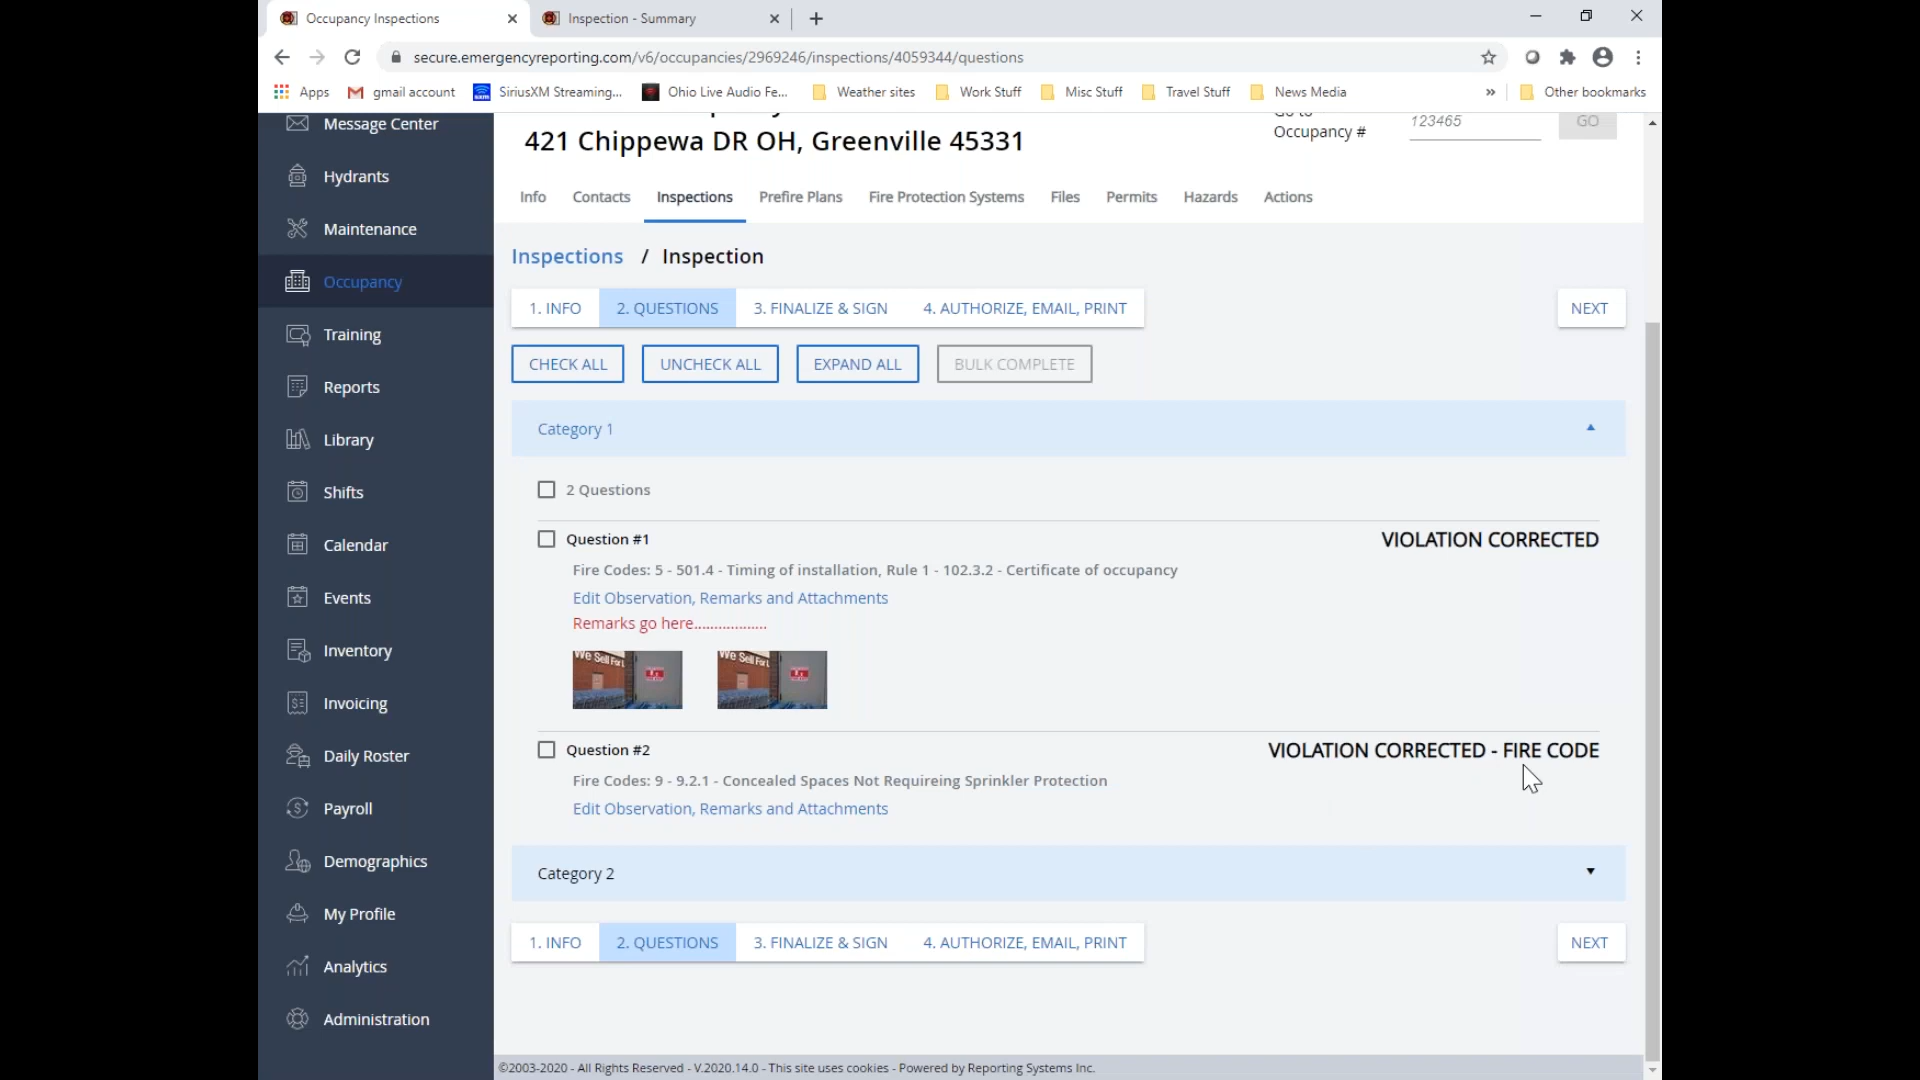 Occupancy Inspections
Inspection - Summary
secure.emergencyreporting.com/v6/occupancies/2969246/inspections/4059344/questions
Apps gmail account SiriusXM Streaming... Ohio Live Audio Fe... Weather sites Work Stuff Misc Stuff Travel Stuff News Media » Other bookmarks
Message Center
Hydrants
Maintenance
Occupancy
Training
Reports
Library
Shifts
Calendar
Events
Inventory
Invoicing
Daily Roster
Payroll
Demographics
My Profile
Analytics
Administration
421 Chippewa DR OH, Greenville 45331
Go to
Occupancy # 123465 GO
Info Contacts Inspections Prefire Plans Fire Protection Systems Files Permits Hazards Actions
Inspections / Inspection
1. INFO 2. QUESTIONS 3. FINALIZE & SIGN 4. AUTHORIZE, EMAIL, PRINT NEXT
CHECK ALL UNCHECK ALL EXPAND ALL BULK COMPLETE
Category 1
2 Questions
Question #1 VIOLATION CORRECTED
Fire Codes: 5 - 501.4 - Timing of installation, Rule 1 - 102.3.2 - Certificate of occupancy
Edit Observation, Remarks and Attachments
Remarks go here..................
We Sell For L We Sell For L
Question #2 VIOLATION CORRECTED - FIRE CODE
Fire Codes: 9 - 9.2.1 - Concealed Spaces Not Requireing Sprinkler Protection
Edit Observation, Remarks and Attachments
Category 2
1. INFO 2. QUESTIONS 3. FINALIZE & SIGN 4. AUTHORIZE, EMAIL, PRINT NEXT
©2003-2020 - All Rights Reserved - V.2020.14.0 - This site uses cookies - Powered by Reporting Systems Inc.